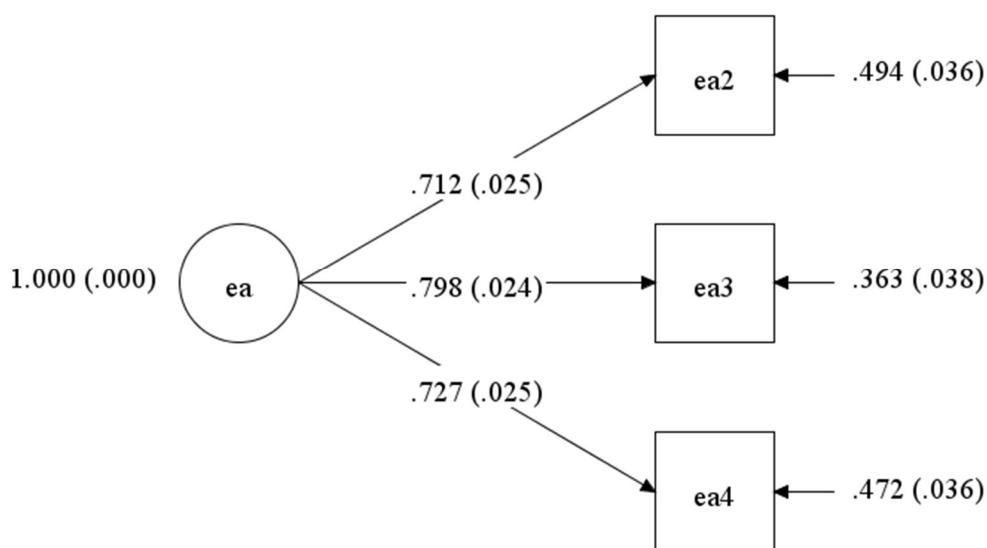 ea2
.494 (.036)
.712 (.025)
1.000 (.000)
ea
.798 (.024)
ea3
.363 (.038)
.727 (.025)
ea4
.472 (.036)